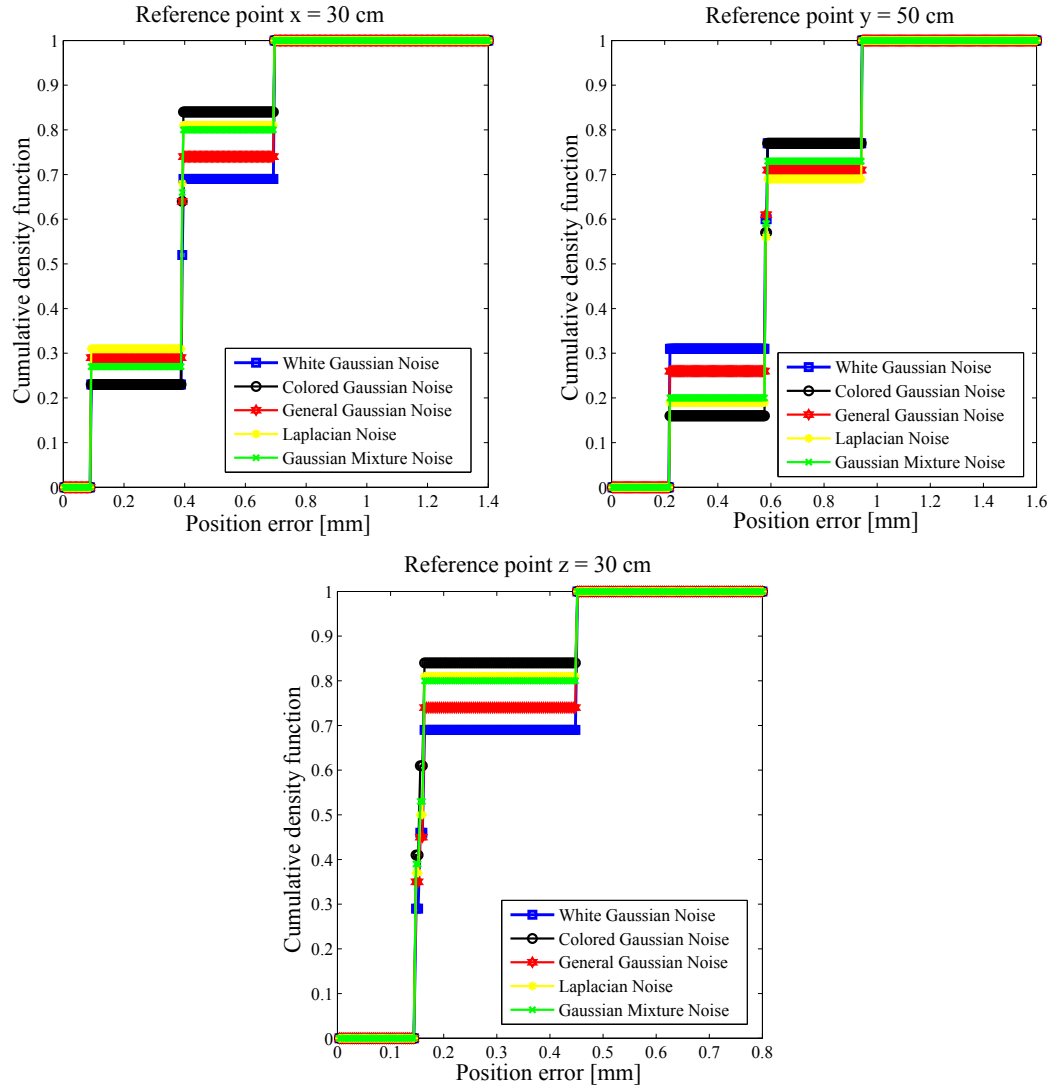 Reference point x = 30 cm
Cumulative density function
1
0.9
0.8
0.7
0.6
0.5
0.4
0.3
0.2
0.1
0
0 0.2 0.4 0.6 0.8 1 1.2 1.4
Position error [mm]
White Gaussian Noise
Colored Gaussian Noise
General Gaussian Noise
Laplacian Noise
Gaussian Mixture Noise
Reference point y = 50 cm
Cumulative density function
1
0.9
0.8
0.7
0.6
0.5
0.4
0.3
0.2
0.1
0
0 0.2 0.4 0.6 0.8 1 1.2 1.4 1.6
Position error [mm]
White Gaussian Noise
Colored Gaussian Noise
General Gaussian Noise
Laplacian Noise
Gaussian Mixture Noise
Reference point z = 30 cm
Cumulative density function
1
0.9
0.8
0.7
0.6
0.5
0.4
0.3
0.2
0.1
0
0 0.1 0.2 0.3 0.4 0.5 0.6 0.7 0.8
Position error [mm]
White Gaussian Noise
Colored Gaussian Noise
General Gaussian Noise
Laplacian Noise
Gaussian Mixture Noise